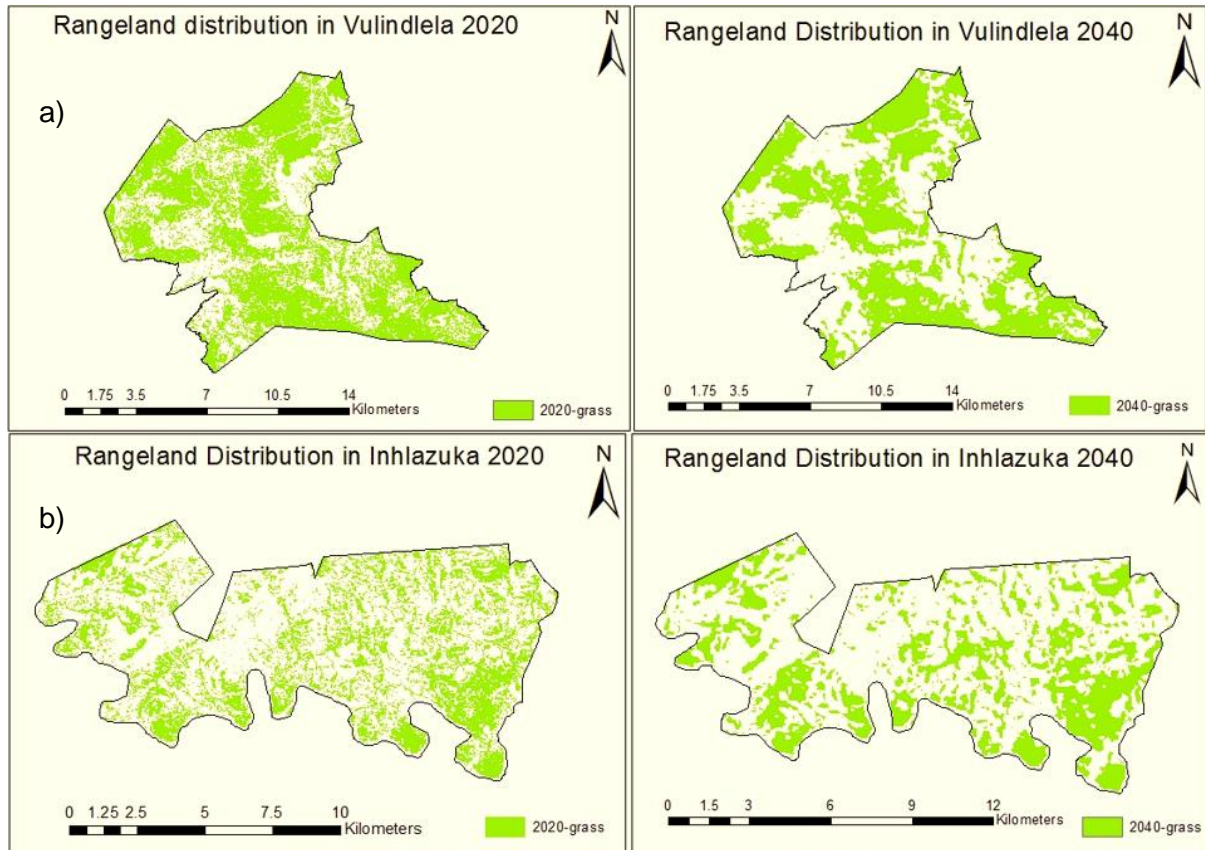 Rangeland distribution in Vulindlela 2020
N
a)
0 1.75 3.5 7 10.5 14
Kilometers
2020-grass
Rangeland Distribution in Vulindlela 2040
N
0 1.75 3.5 7 10.5 14
Kilometers
2040-grass
Rangeland Distribution in Inhlazuka 2020
N
b)
0 1.25 2.5 5 7.5 10
Kilometers
2020-grass
Rangeland Distribution in Inhlazuka 2040
N
0 1.5 3 6 9 12
Kilometers
2040-grass